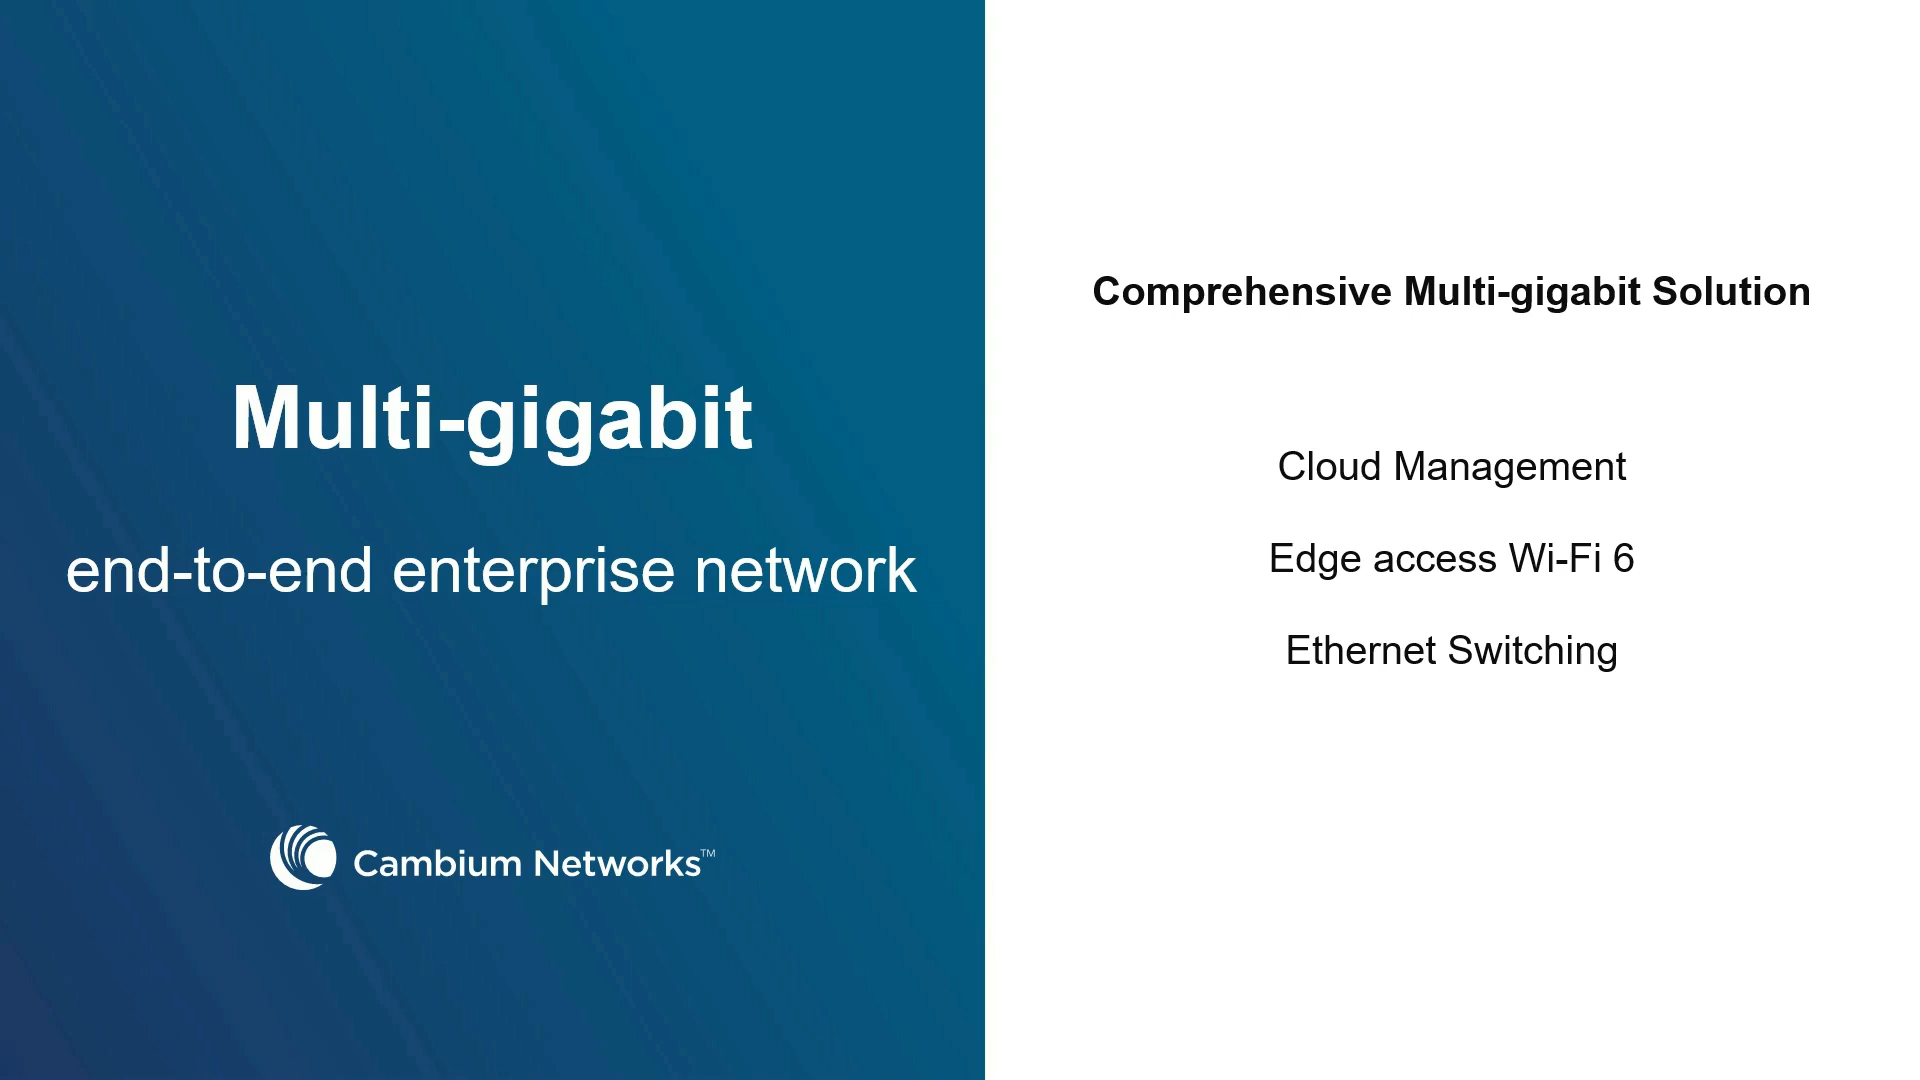 Multi-gigabit
end-to-end enterprise network
Cambium Networks™
Comprehensive Multi-gigabit Solution
Cloud Management
Edge access Wi-Fi 6
Ethernet Switching